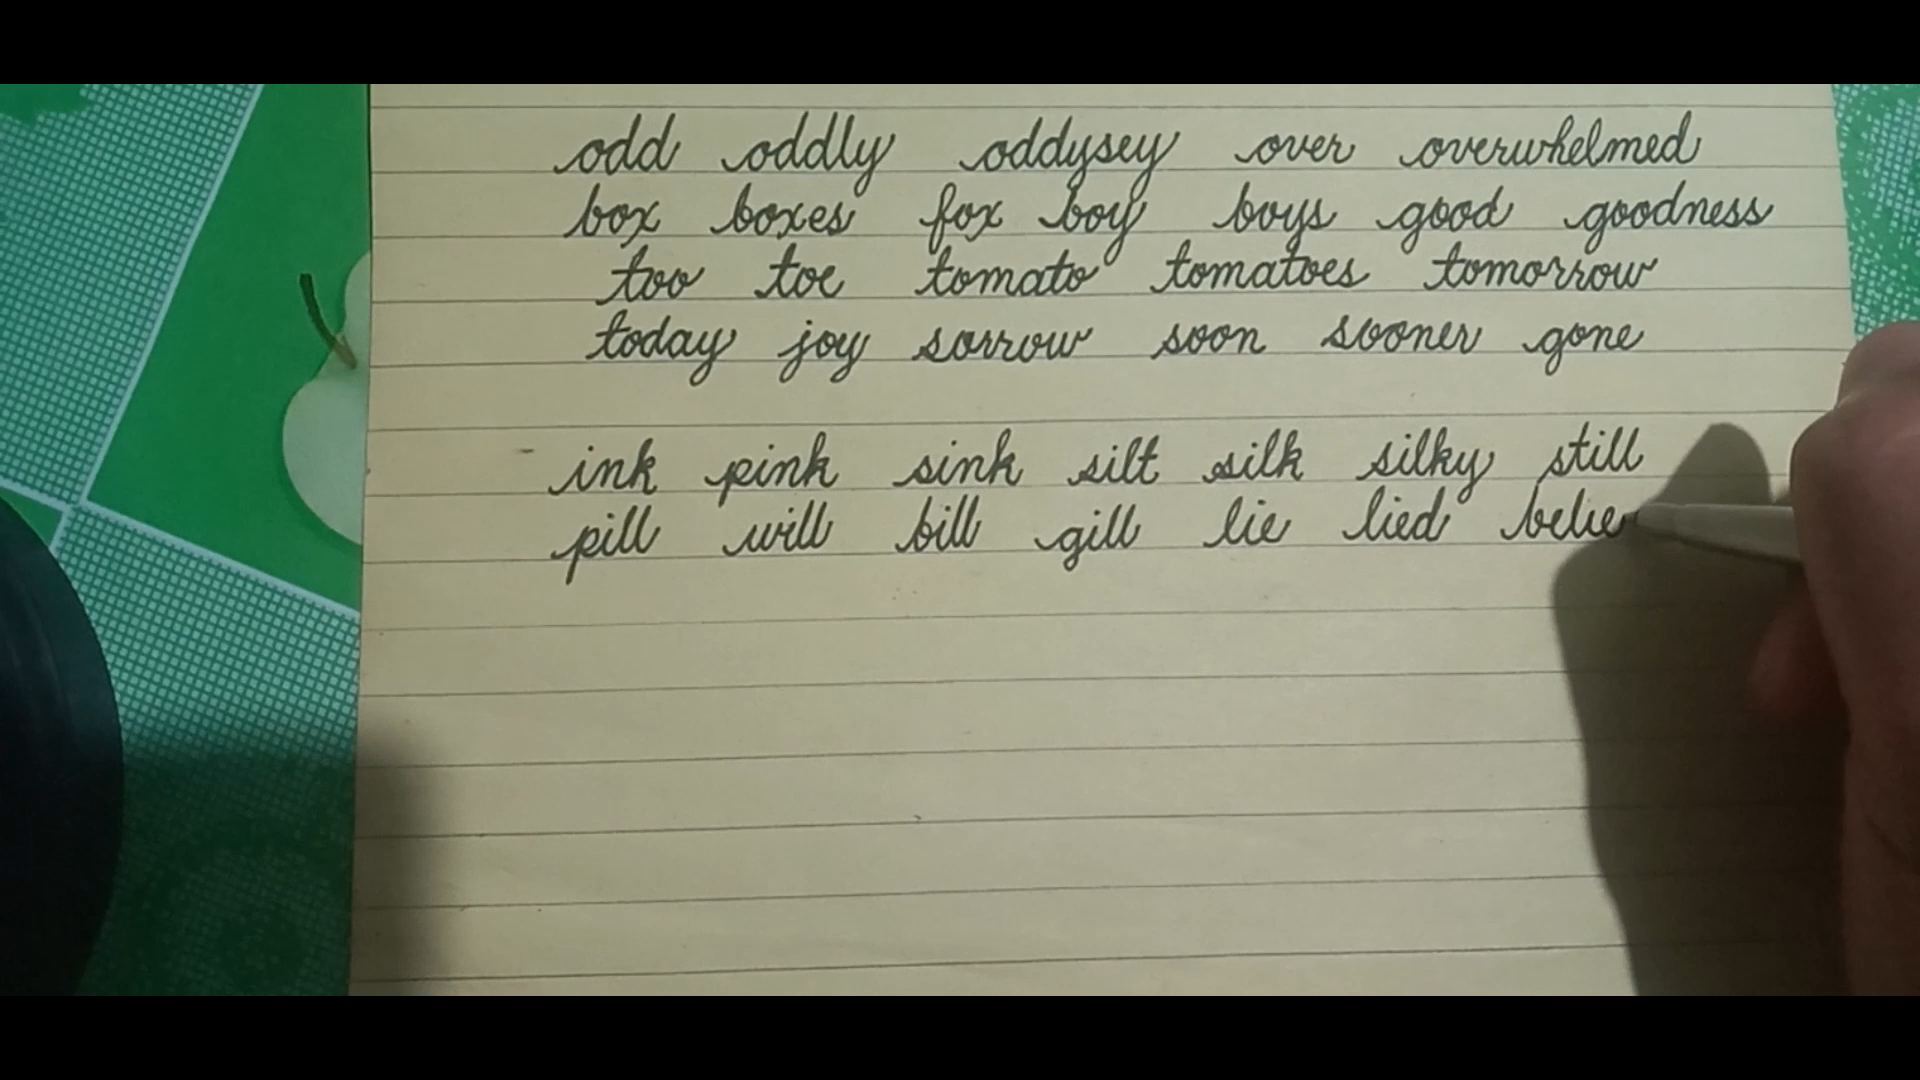 odd oddly oddysey over overwhelmed
box boxes fox boy boys good goodness
too toe tomato tomatoes tomorrow
today joy sorrow soon sooner gone
ink pink sink silt silk silky still
pill will bill gill lie lied belie